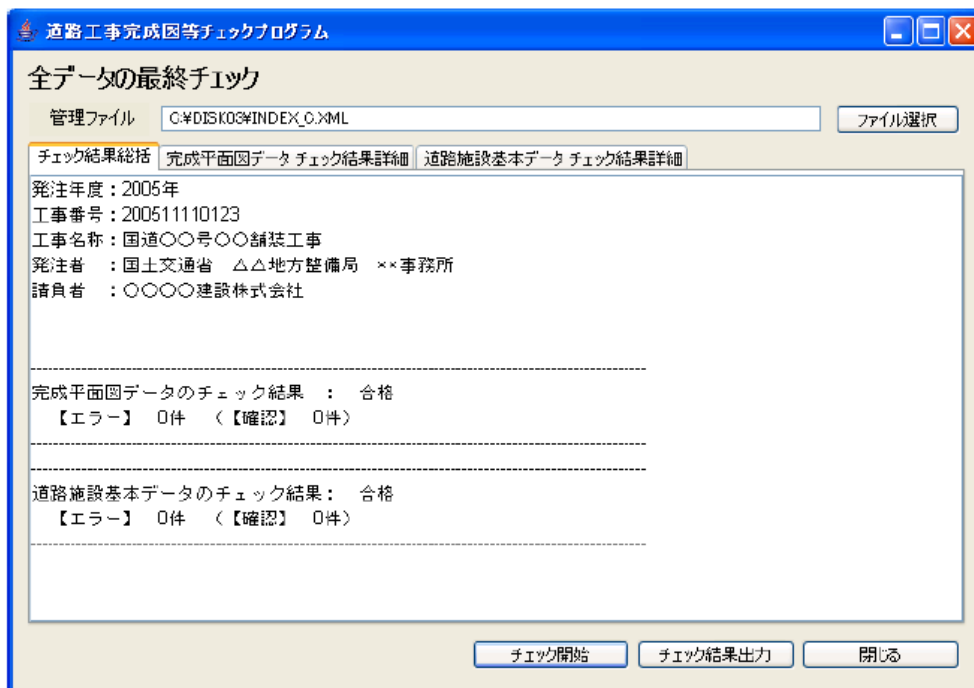 道路工事完成図等チェックプログラム
全データの最終チェック
管理ファイル C:¥DISK03¥INDEX_C.XML ファイル選択
チェック結果総括 完成平面図データ チェック結果詳細 道路施設基本データ チェック結果詳細
発注年度：2005年
工事番号：200511110123
工事名称：国道〇〇号〇〇舗装工事
発注者　：国土交通省　△△地方整備局　××事務所
請負者　：〇〇〇〇建設株式会社
完成平面図データのチェック結果　：　合格
【エラー】　0件　（【確認】　0件）
道路施設基本データのチェック結果：　合格
【エラー】　0件　（【確認】　0件）
チェック開始 チェック結果出力 閉じる